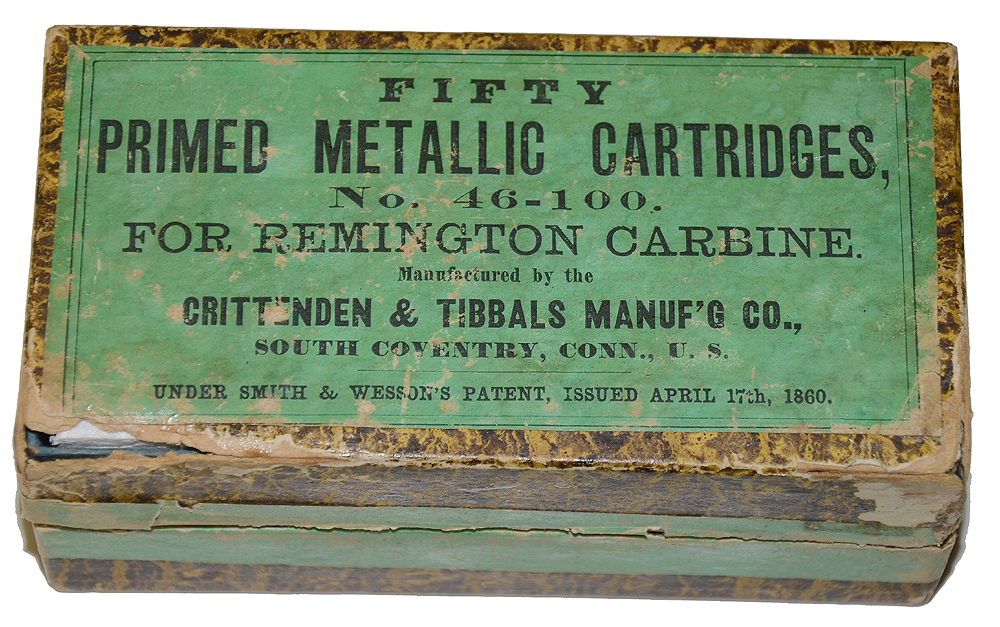 FIFTY
PRIMED METALLIC CARTRIDGES,
No. 46-100.
FOR REMINGTON CARBINE.
Manufactured by the
CRITTENDEN & TIBBALS MANUF'G CO.,
SOUTH COVENTRY, CONN., U. S.
UNDER SMITH & WESSON'S PATENT, ISSUED APRIL 17th, 1860.